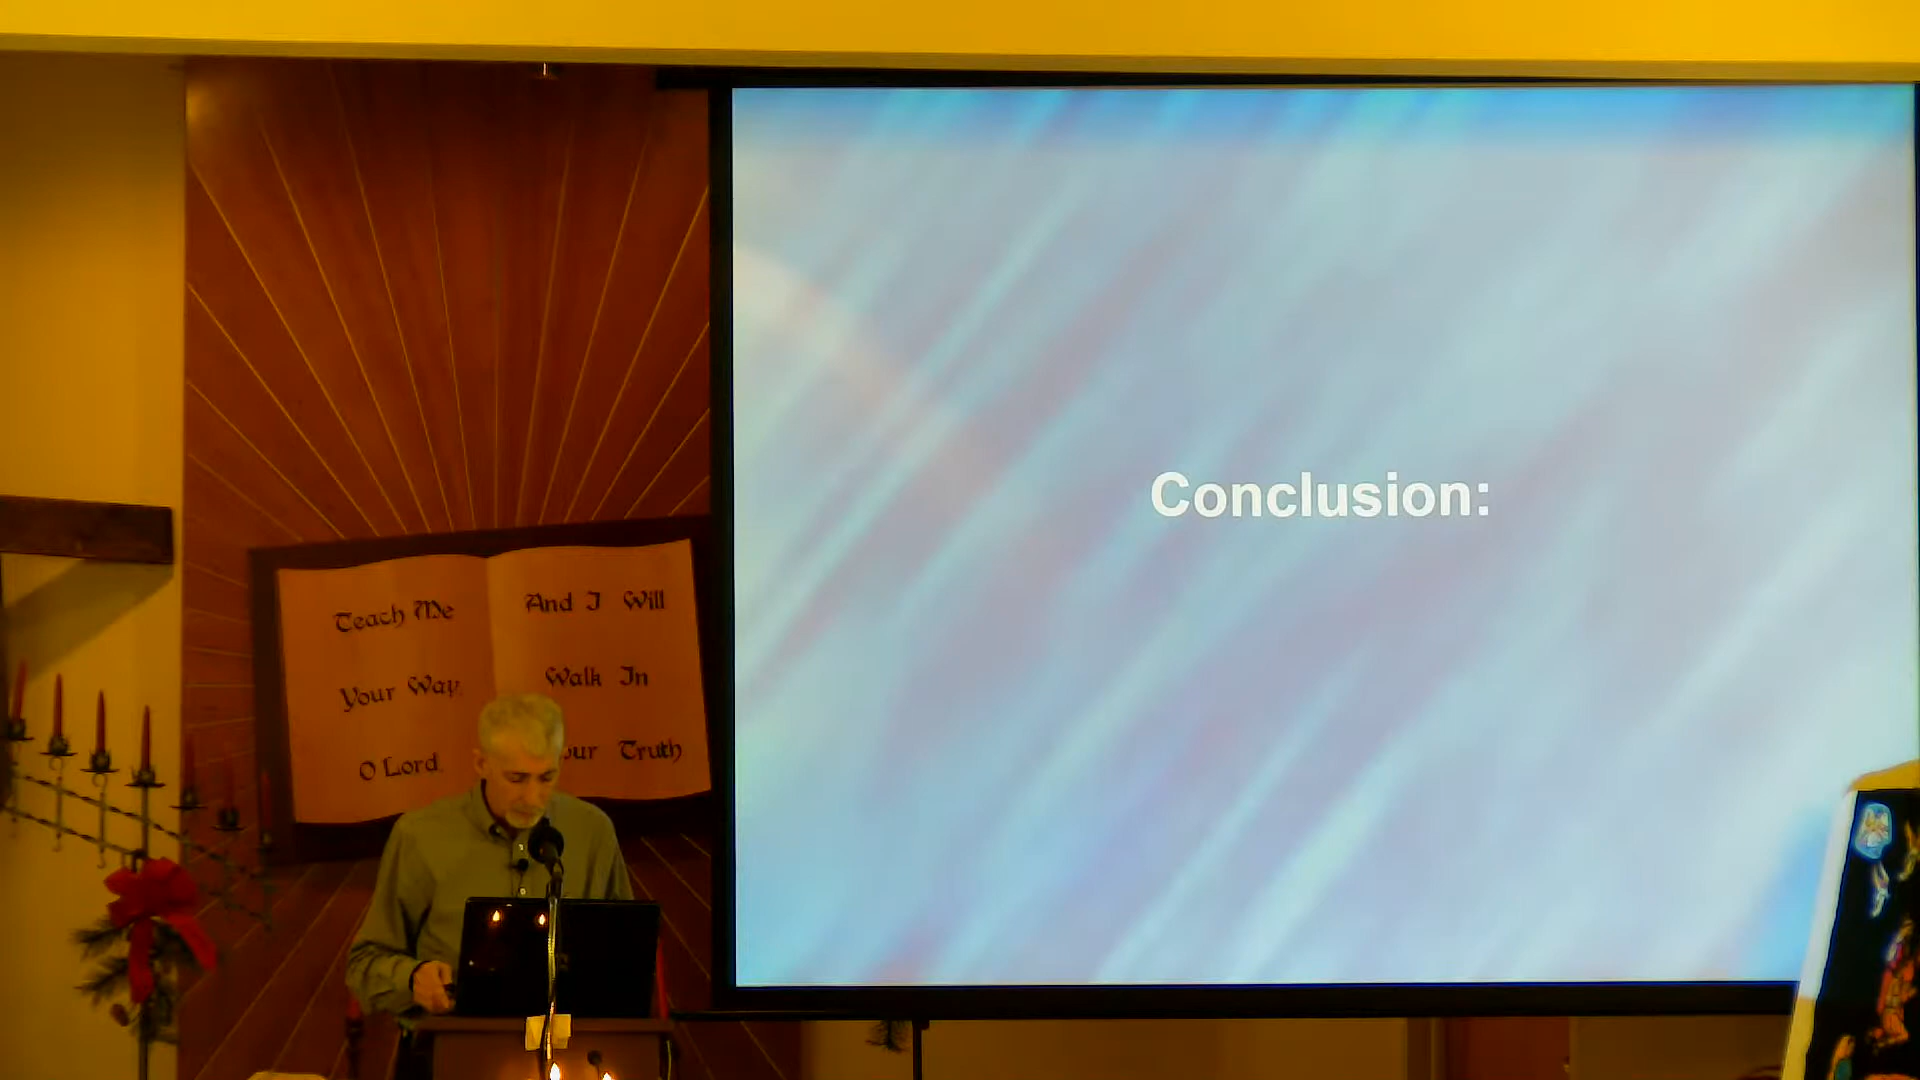 Teach Me
Your Way,
O Lord,
And I Will
Walk In
Truth
Conclusion: